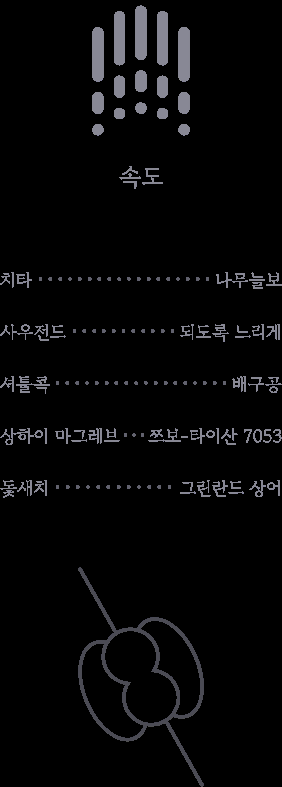 속도
치타 나무늘보
사우전드 되도록 느리게
셔틀콕 배구공
상하이 마그레브 쯔보-타이산 7053
돛새치 그린란드 상어